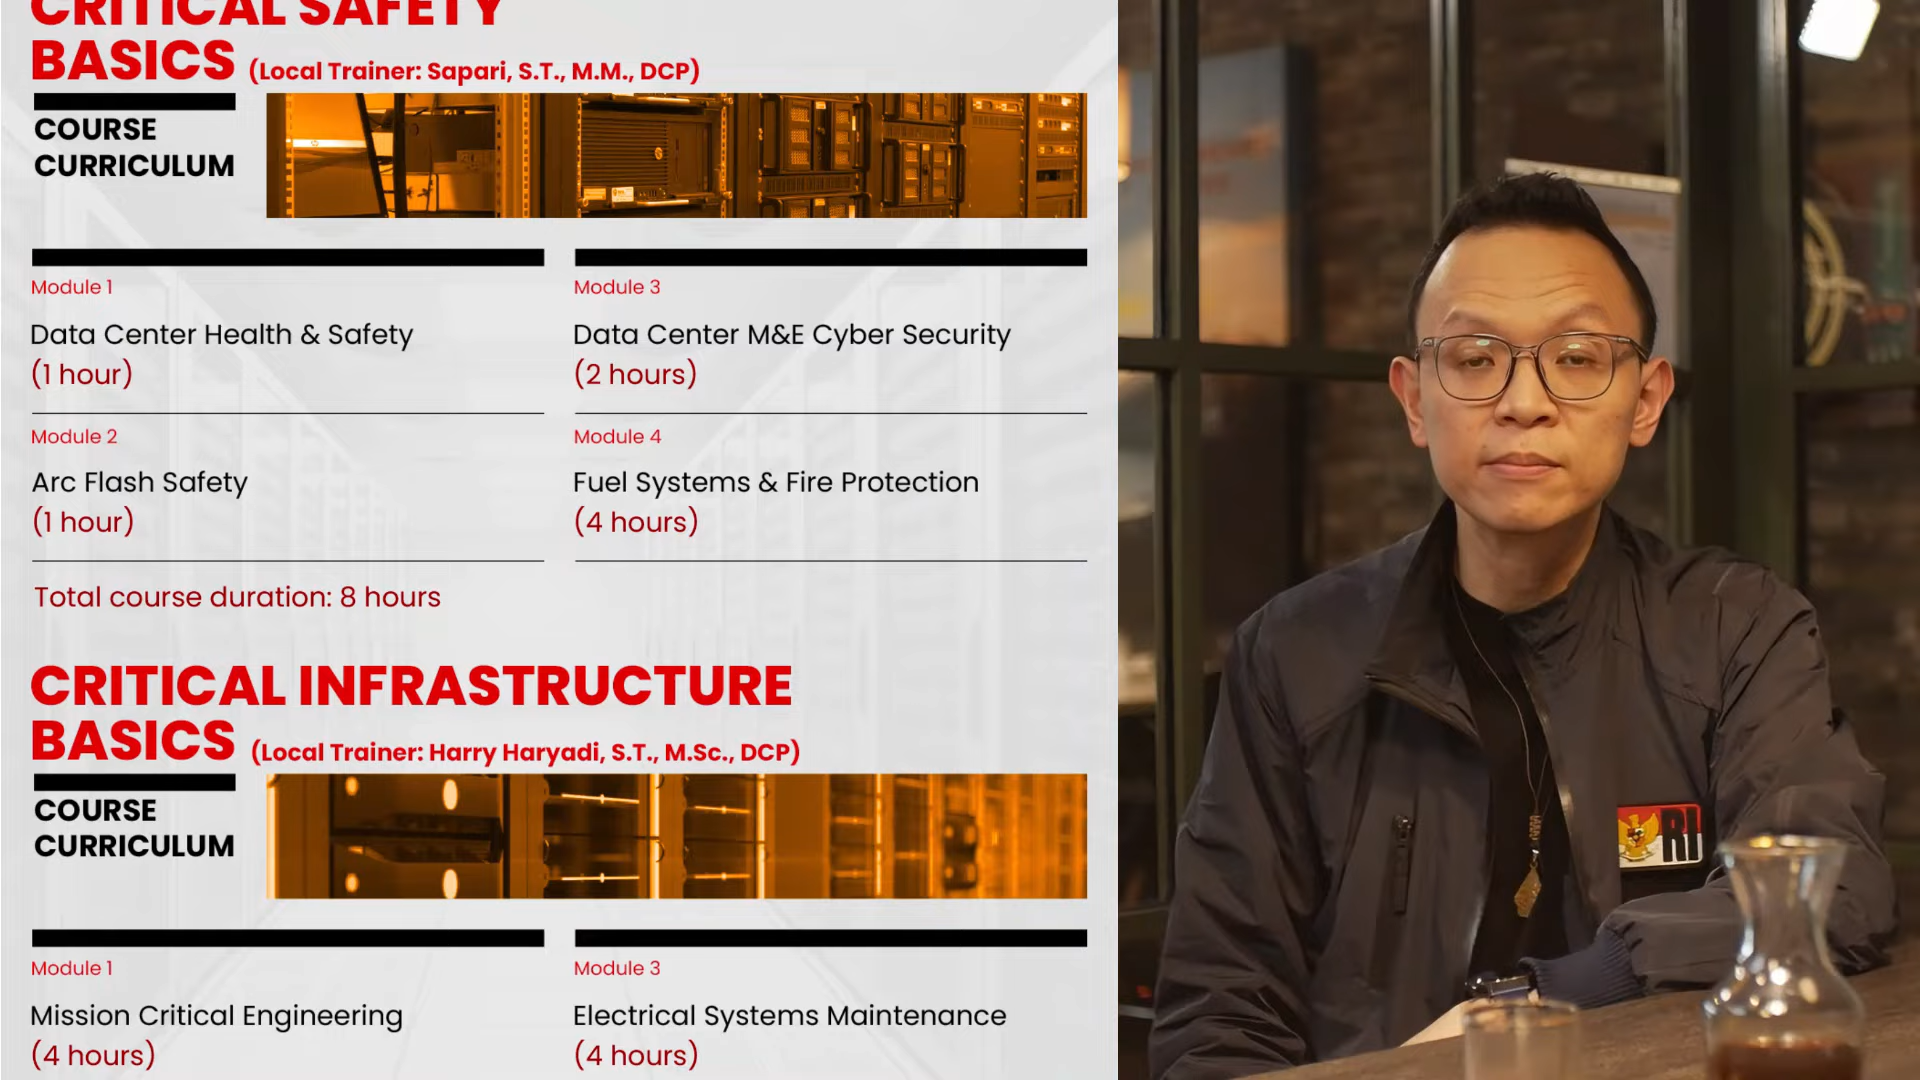 CRITICAL SAFETY
BASICS (Local Trainer: Sapari, S.T., M.M., DCP)
COURSE
CURRICULUM
Module 1
Data Center Health & Safety
(1 hour)
Module 2
Arc Flash Safety
(1 hour)
Module 3
Data Center M&E Cyber Security
(2 hours)
Module 4
Fuel Systems & Fire Protection
(4 hours)
Total course duration: 8 hours
CRITICAL INFRASTRUCTURE
BASICS (Local Trainer: Harry Haryadi, S.T., M.Sc., DCP)
COURSE
CURRICULUM
Module 1
Mission Critical Engineering
(4 hours)
Module 3
Electrical Systems Maintenance
(4 hours)
RI